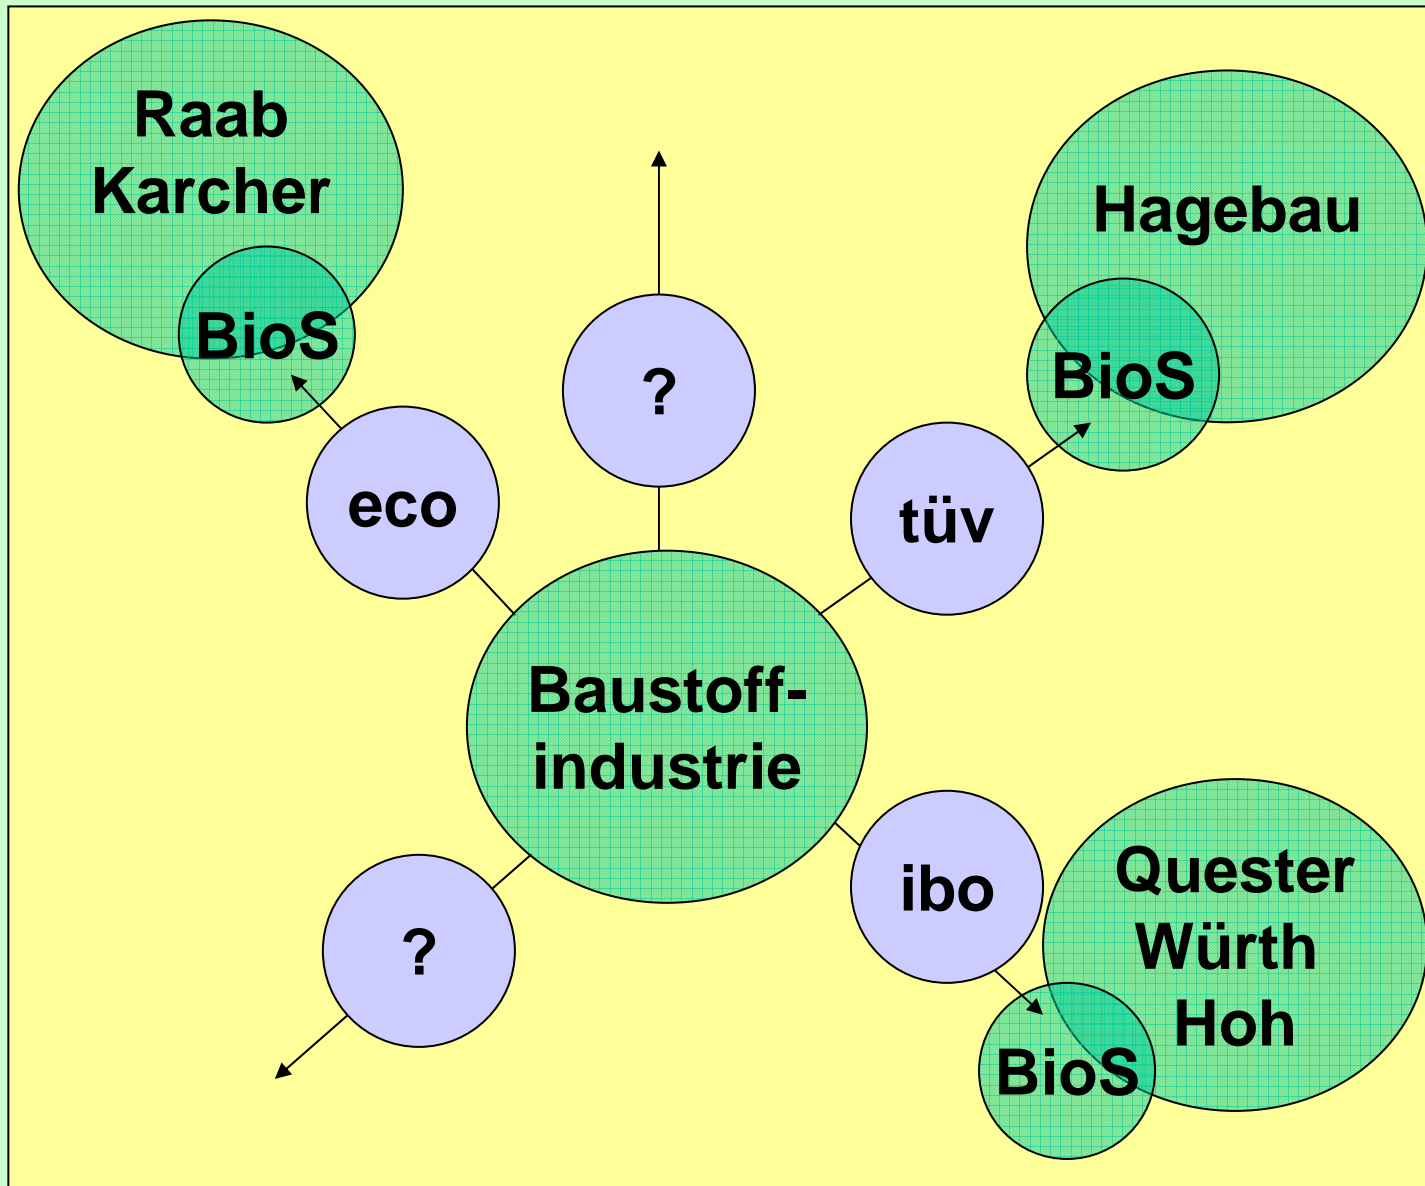 Raab
Karcher
BioS
Hagebau
BioS
?
eco
tüv
Baustoff-
industrie
ibo
?
Quester
Würth
Hoh
BioS